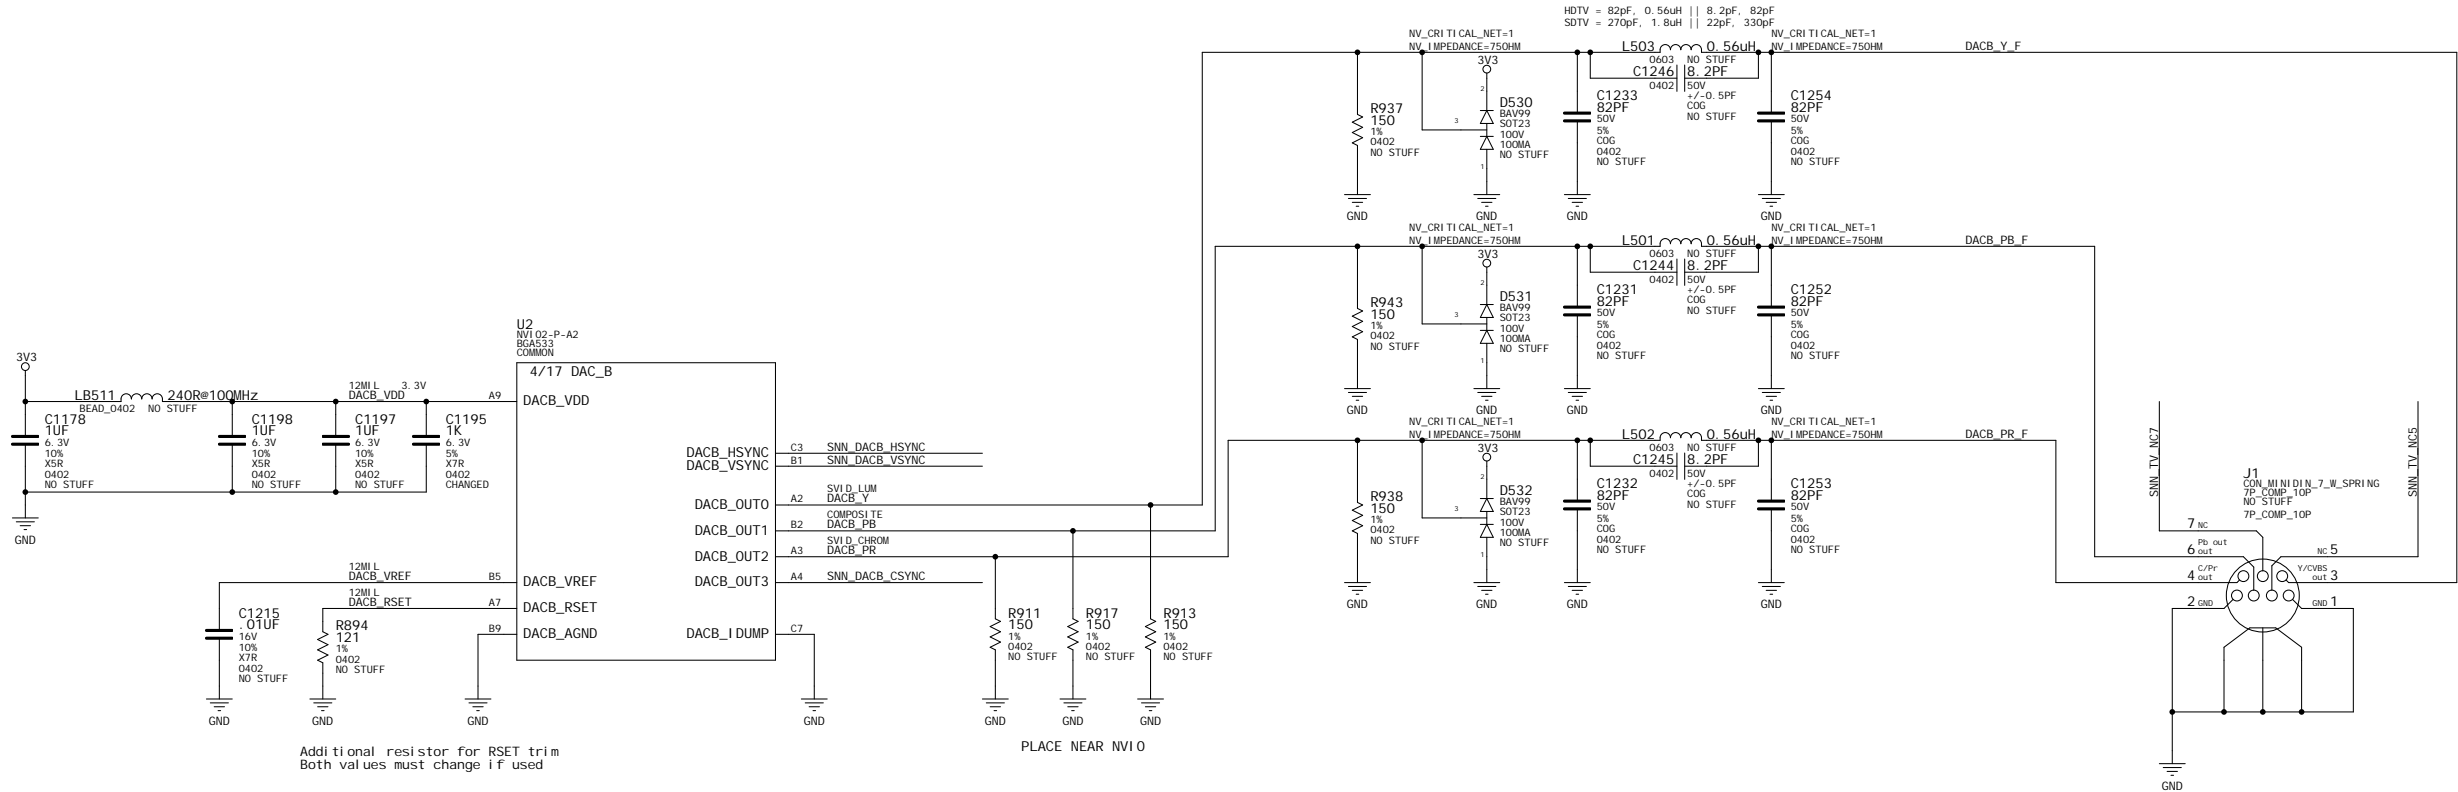 HDTV = 82pF, 0.56uH || 8.2pF, 82pF
SDTV = 270pF, 1.8uH || 22pF, 330pF
NV_CRITICAL_NET=1
NV_IMPEDANCE=75OHM
L503 0.56uH
0603 NO STUFF
C1246 8.2PF
0402 50V
+/-0.5PF
COG
NO STUFF
NV_CRITICAL_NET=1
NV_IMPEDANCE=75OHM
DACB_Y_F
3V3
2
3
1
R937
150
1%
0402
NO STUFF
D530
BAV99
SOT23
100V
100MA
NO STUFF
C1233
82PF
50V
5%
COG
0402
NO STUFF
C1254
82PF
50V
5%
COG
0402
NO STUFF
GND
GND
GND
GND
NV_CRITICAL_NET=1
NV_IMPEDANCE=75OHM
L501 0.56uH
0603 NO STUFF
C1244 8.2PF
0402 50V
+/-0.5PF
COG
NO STUFF
NV_CRITICAL_NET=1
NV_IMPEDANCE=75OHM
DACB_PB_F
3V3
2
3
1
R943
150
1%
0402
NO STUFF
D531
BAV99
SOT23
100V
100MA
NO STUFF
C1231
82PF
50V
5%
COG
0402
NO STUFF
C1252
82PF
50V
5%
COG
0402
NO STUFF
GND
GND
GND
GND
NV_CRITICAL_NET=1
NV_IMPEDANCE=75OHM
L502 0.56uH
0603 NO STUFF
C1245 8.2PF
0402 50V
+/-0.5PF
COG
NO STUFF
NV_CRITICAL_NET=1
NV_IMPEDANCE=75OHM
DACB_PR_F
3V3
2
3
1
R938
150
1%
0402
NO STUFF
D532
BAV99
SOT23
100V
100MA
NO STUFF
C1232
82PF
50V
5%
COG
0402
NO STUFF
C1253
82PF
50V
5%
COG
0402
NO STUFF
GND
GND
GND
GND
3V3
LB511 240R@100MHz
BEAD_0402 NO STUFF
12MIL 3.3V
DACB_VDD
A9
C1178
1UF
6.3V
10%
X5R
0402
NO STUFF
C1198
1UF
6.3V
10%
X5R
0402
NO STUFF
C1197
1UF
6.3V
10%
X5R
0402
NO STUFF
C1195
1K
6.3V
5%
X7R
0402
CHANGED
GND
U2
NVIO2-P-A2
BGA533
COMMON
4/17 DAC_B
DACB_VDD
DACB_HSYNC C3 SNN_DACB_HSYNC
DACB_VSYNC B1 SNN_DACB_VSYNC
SVID_LUM
DACB_OUT0 A2 DACB_Y
COMPOSITE
DACB_OUT1 B2 DACB_PB
SVID_CHROM
DACB_OUT2 A3 DACB_PR
DACB_OUT3 A4 SNN_DACB_CSYNC
12MIL
DACB_VREF B5 DACB_VREF
12MIL
DACB_RSET A7 DACB_RSET
B9 DACB_AGND
DACB_IDUMP C7
C1215
.01UF
16V
10%
X7R
0402
NO STUFF
R894
121
1%
0402
NO STUFF
GND
GND
GND
GND
R911
150
1%
0402
NO STUFF
R917
150
1%
0402
NO STUFF
R913
150
1%
0402
NO STUFF
GND
GND
GND
Additional resistor for RSET trim
Both values must change if used
PLACE NEAR NVIO
SNN_TV_NC7
SNN_TV_NC5
J1
CON_MINIDIN_7_W_SPRING
7P_COMP_1OP
NO STUFF
7P_COMP_1OP
7 NC
6 Pb out
out
NC 5
4 C/Pr
out
Y/CVBS
out 3
2 GND
GND 1
GND